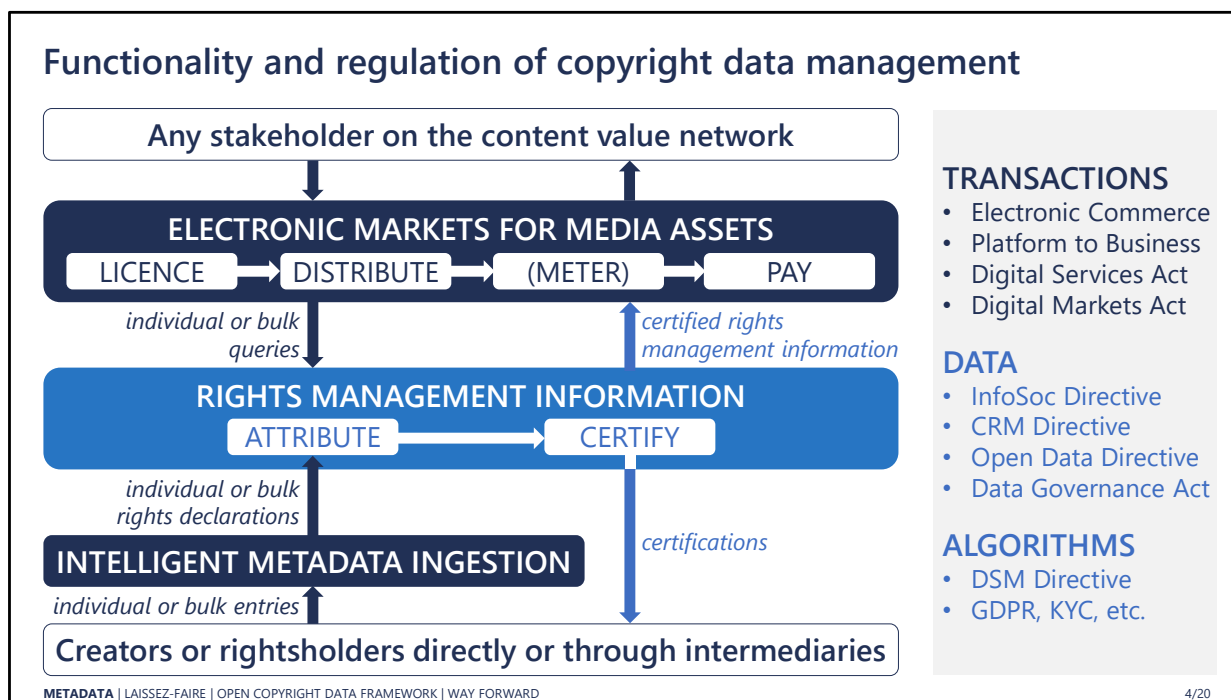 Functionality and regulation of copyright data management
Any stakeholder on the content value network
ELECTRONIC MARKETS FOR MEDIA ASSETS
LICENCE
DISTRIBUTE
(METER)
PAY
individual or bulk
queries
certified rights
management information
RIGHTS MANAGEMENT INFORMATION
ATTRIBUTE
CERTIFY
individual or bulk
rights declarations
certifications
INTELLIGENT METADATA INGESTION
individual or bulk entries
Creators or rightsholders directly or through intermediaries
TRANSACTIONS
• Electronic Commerce
• Platform to Business
• Digital Services Act
• Digital Markets Act
DATA
• InfoSoc Directive
• CRM Directive
• Open Data Directive
• Data Governance Act
ALGORITHMS
• DSM Directive
• GDPR, KYC, etc.
METADATA | LAISSEZ-FAIRE | OPEN COPYRIGHT DATA FRAMEWORK | WAY FORWARD
4/20